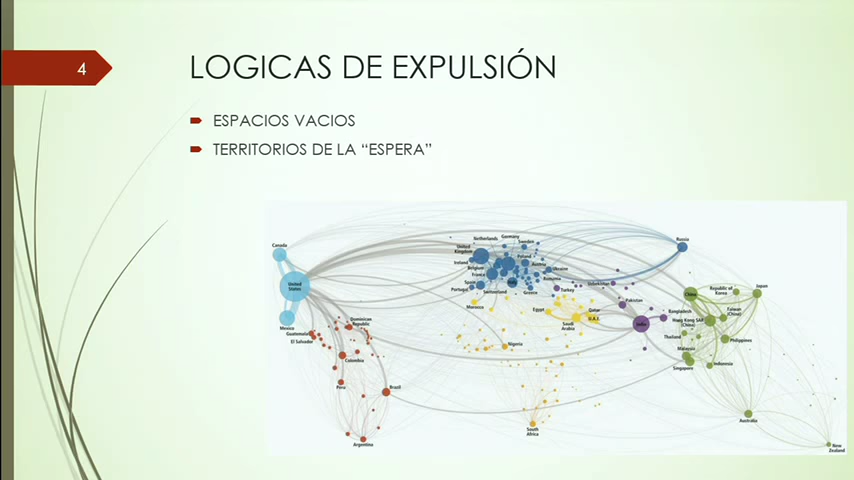 4
LOGICAS DE EXPULSIÓN
ESPACIOS VACIOS
TERRITORIOS DE LA “ESPERA”
Canada
United
States
Mexico
Guatemala
El Salvador
Dominican
Republic
Colombia
Peru
Brazil
Argentina
Netherlands
Germany
Sweden
United
Kingdom
Ireland
Belgium
France
Poland
Austria
Ukraine
Romania
Spain
Portugal
Switzerland
Italy
Greece
Turkey
Russia
Uzbekistan
Morocco
Egypt
Saudi
Arabia
Qatar
U.A.E.
Nigeria
South
Africa
Pakistan
India
Bangladesh
China
Republic of
Korea
Japan
Hong Kong SAR
(China)
Taiwan
(China)
Thailand
Philippines
Malaysia
Singapore
Indonesia
Australia
New
Zealand